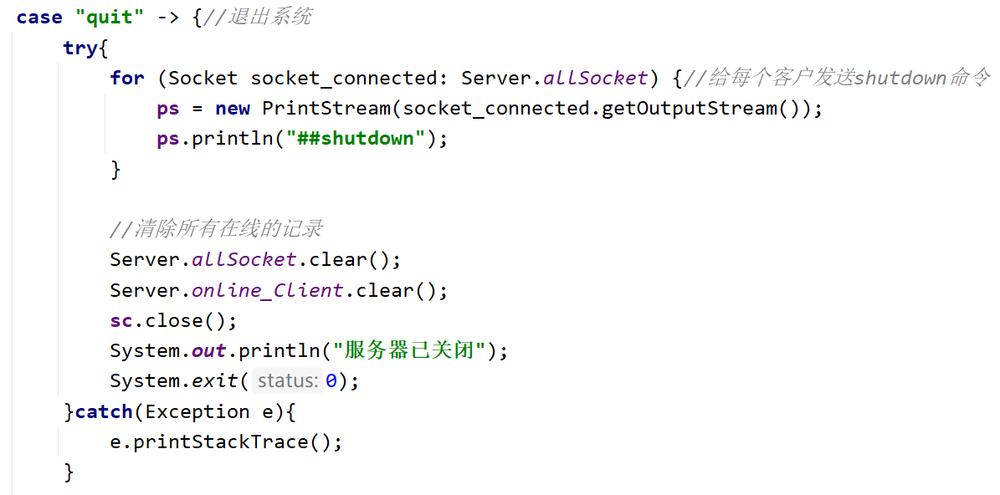 case "quit" -> {//退出系统
try{
for (Socket socket_connected: Server.allSocket) {//给每个客户发送shutdown命令
ps = new PrintStream(socket_connected.getOutputStream());
ps.println("##shutdown");
}
//清除所有在线的记录
Server.allSocket.clear();
Server.online_Client.clear();
sc.close();
System.out.println("服务器已关闭");
System.exit( status: 0);
}catch(Exception e){
e.printStackTrace();
}